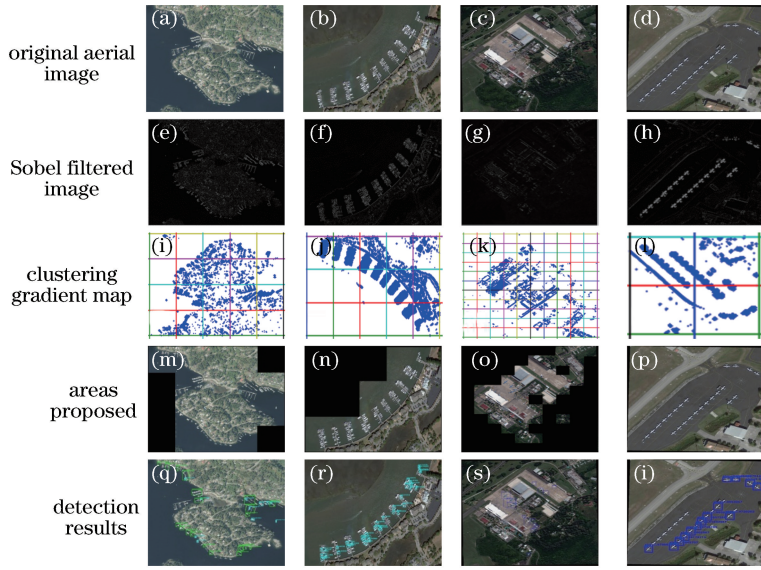 (a)
(b)
(c)
(d)
original aerial
image
(e)
(f)
(g)
(h)
Sobel filtered
image
(i)
(j)
(k)
(l)
clustering
gradient map
(m)
(n)
(o)
(p)
areas
proposed
(q)
(r)
(s)
(i)
detection
results